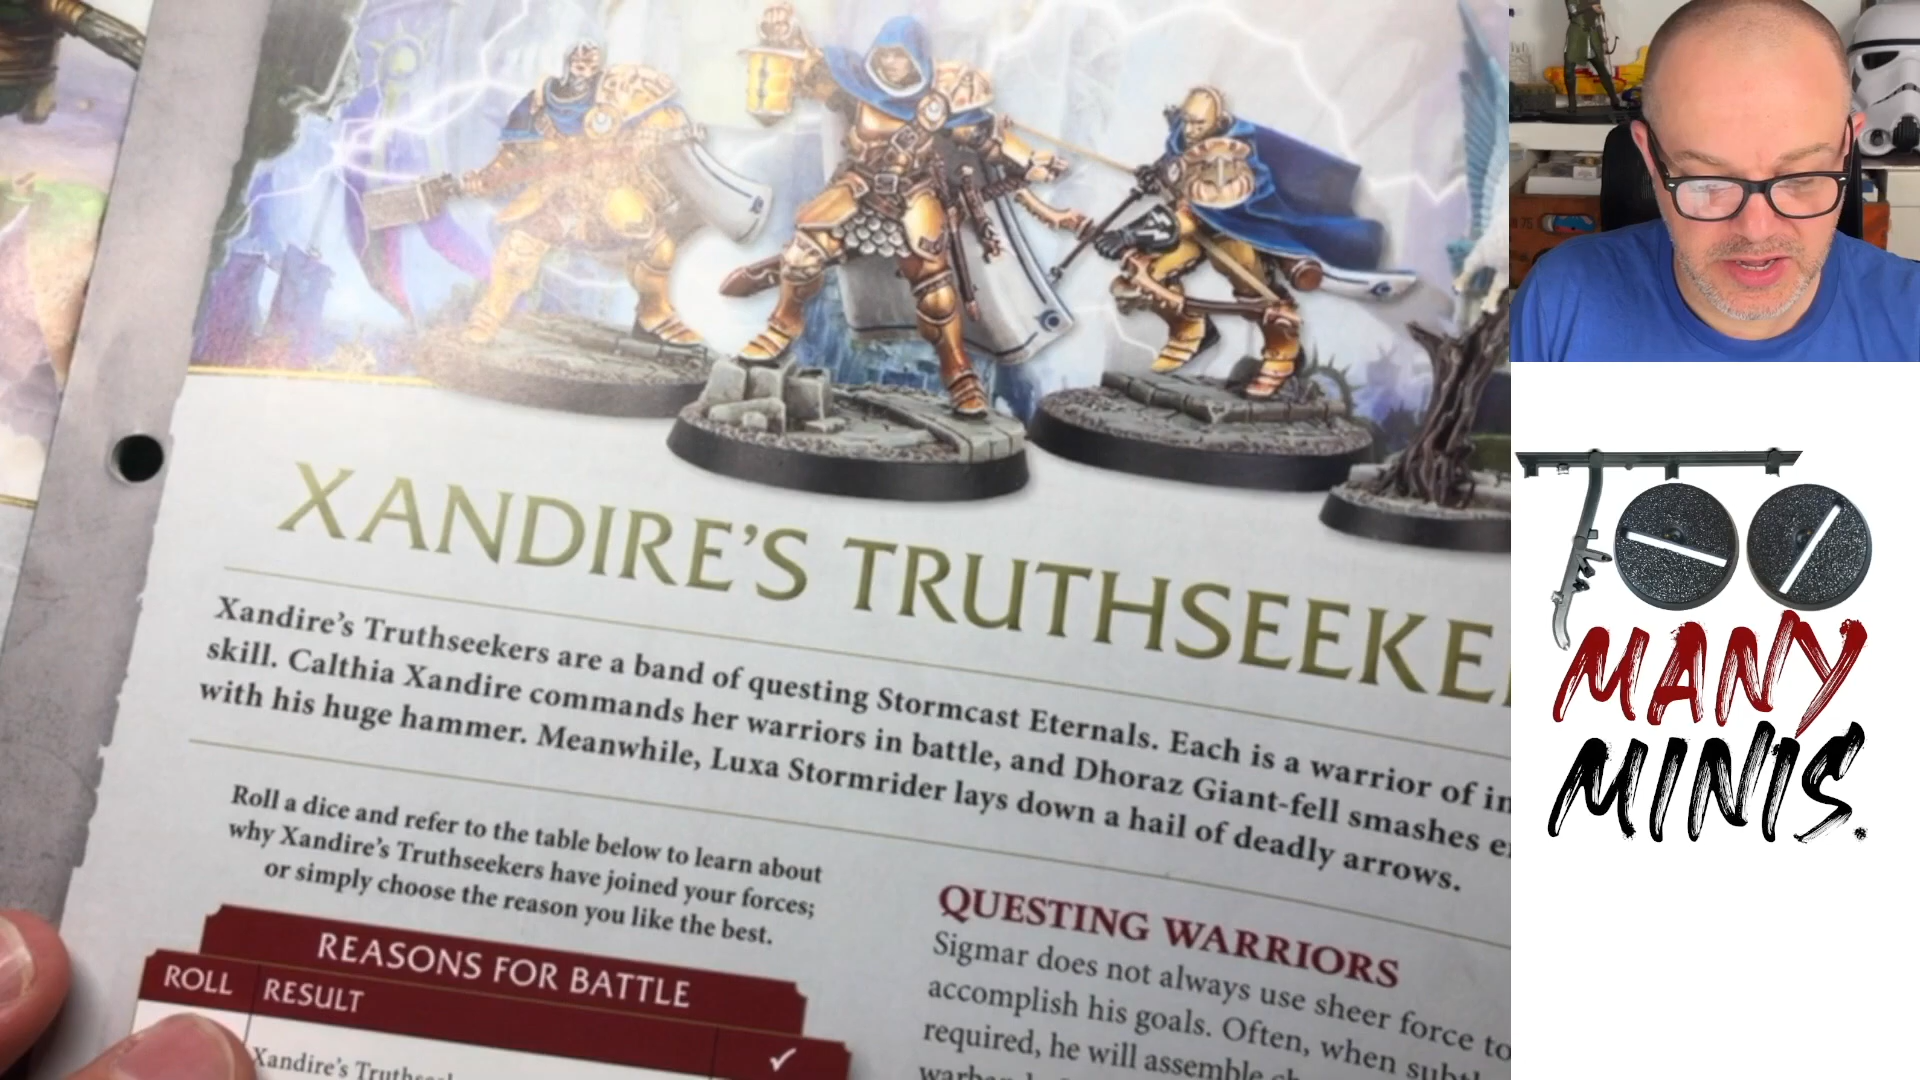 XANDIRE'S TRUTHSEEKE
Xandire's Truthseekers are a band of questing Stormcast Eternals. Each is a warrior of
skill. Calthia Xandire commands her warriors in battle, and Dhoraz Giant-fell smashes
with his huge hammer. Meanwhile, Luxa Stormrider lays down a hail of deadly arrows.
Roll a dice and refer to the table below to learn about
why Xandire's Truthseekers have joined your forces;
or simply choose the reason you like the best.
REASONS FOR BATTLE
ROLL RESULT ✓
Xandire's
QUESTING WARRIORS
Sigmar does not always use sheer force to
accomplish his goals. Often, when
required, he will assemble
TOO
MANY
MINIS.